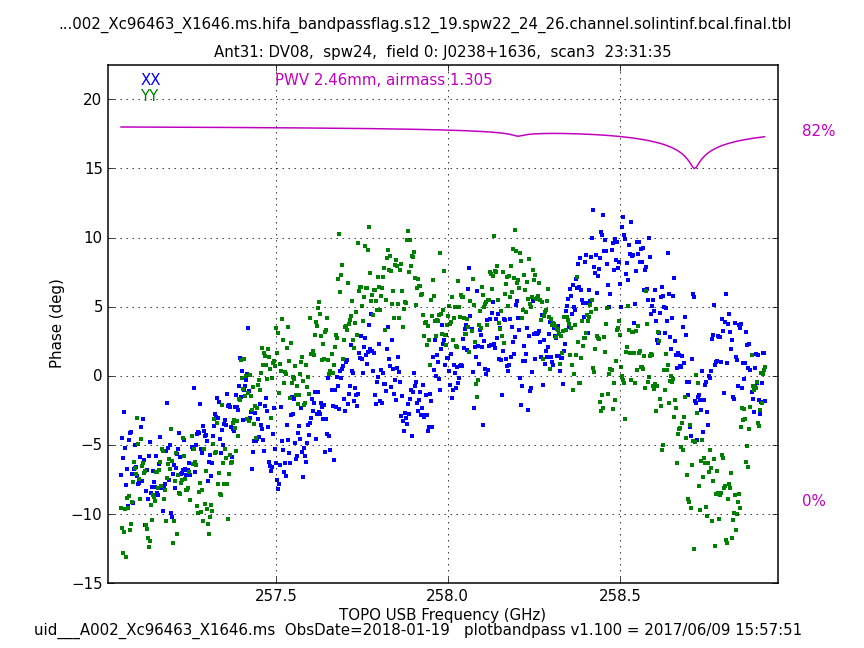 ...002_Xc96463_X1646.ms.hifa_bandpassflag.s12_19.spw22_24_26.channel.solintinf.bcal.final.tbl
Ant31: DV08, spw24, field 0: J0238+1636, scan3 23:31:35
XX PWV 2.46mm, airmass 1.305
YY
20
82%
15
10
5
0
−5
−10
0%
−15
Phase (deg)
257.5 258.0 258.5
TOPO USB Frequency (GHz)
uid___A002_Xc96463_X1646.ms ObsDate=2018-01-19 plotbandpass v1.100 = 2017/06/09 15:57:51